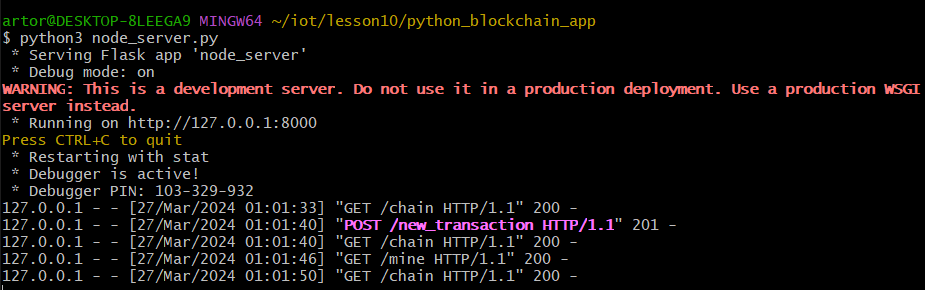 artor@DESKTOP-8LEEGA9 MINGW64 ~/iot/lesson10/python_blockchain_app
$ python3 node_server.py
 * Serving Flask app 'node_server'
 * Debug mode: on
WARNING: This is a development server. Do not use it in a production deployment. Use a production WSGI
server instead.
 * Running on http://127.0.0.1:8000
Press CTRL+C to quit
 * Restarting with stat
 * Debugger is active!
 * Debugger PIN: 103-329-932
127.0.0.1 - - [27/Mar/2024 01:01:33] "GET /chain HTTP/1.1" 200 -
127.0.0.1 - - [27/Mar/2024 01:01:40] "POST /new_transaction HTTP/1.1" 201 -
127.0.0.1 - - [27/Mar/2024 01:01:40] "GET /chain HTTP/1.1" 200 -
127.0.0.1 - - [27/Mar/2024 01:01:46] "GET /mine HTTP/1.1" 200 -
127.0.0.1 - - [27/Mar/2024 01:01:50] "GET /chain HTTP/1.1" 200 -